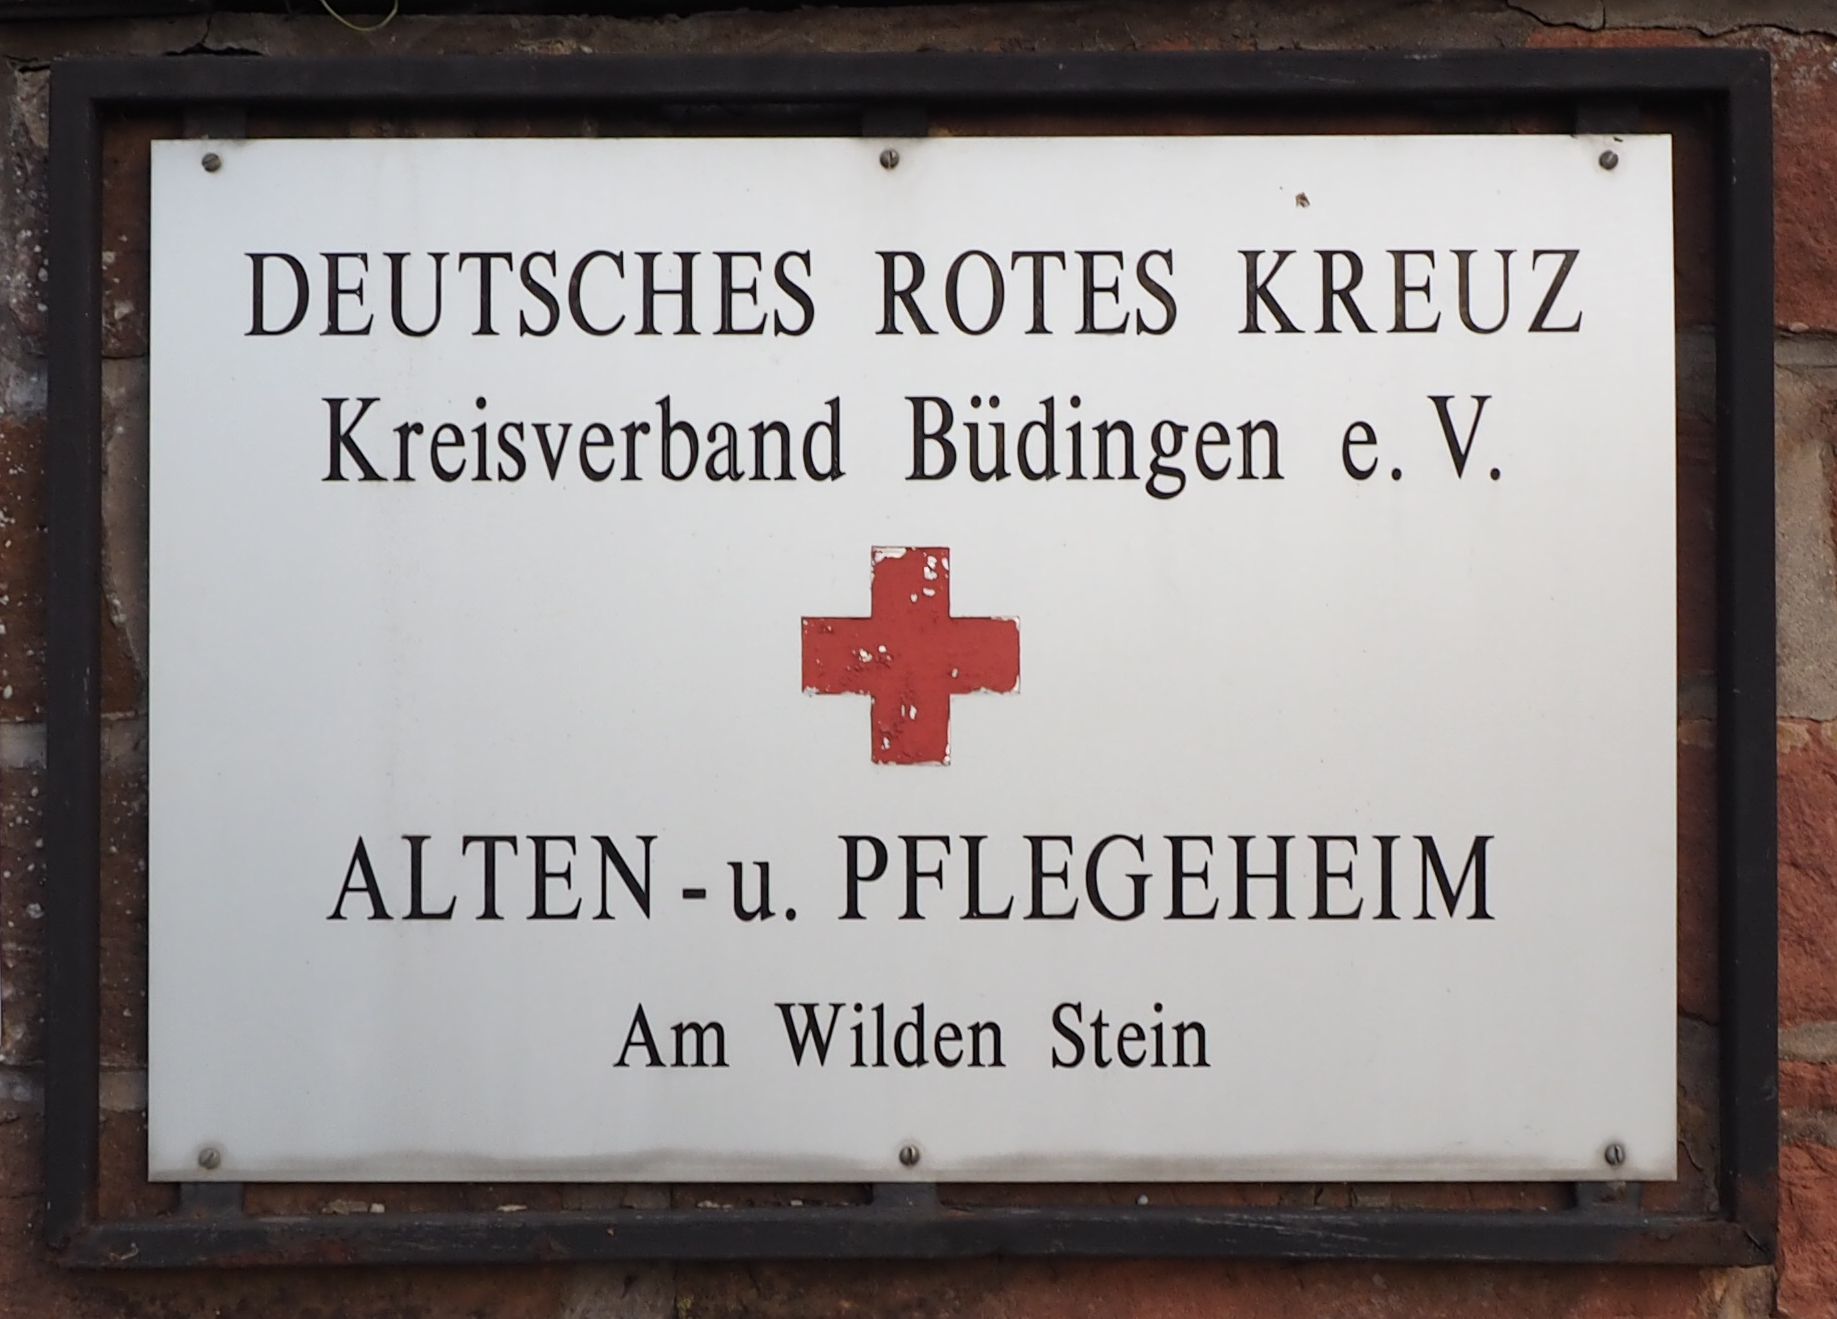 DEUTSCHES ROTES KREUZ
Kreisverband Büdingen e. V.
ALTEN - u. PFLEGEHEIM
Am Wilden Stein